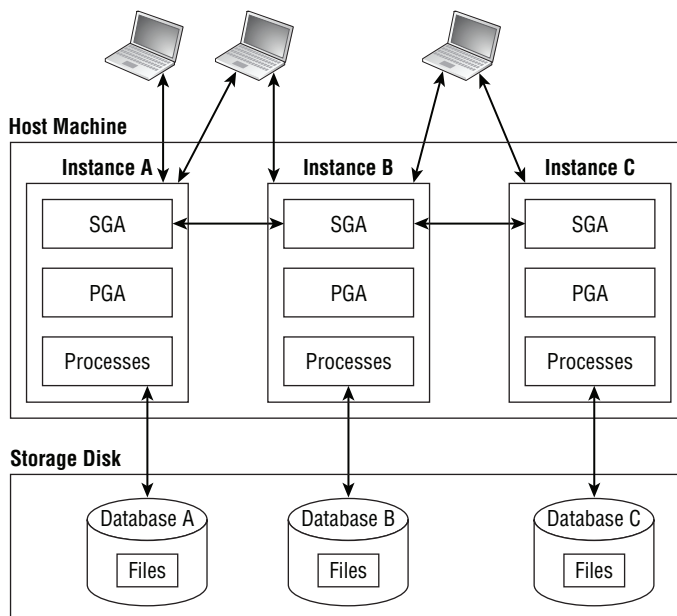 Host Machine
Instance A
Instance B
Instance C
SGA
SGA
SGA
PGA
PGA
PGA
Processes
Processes
Processes
Storage Disk
Database A
Database B
Database C
Files
Files
Files